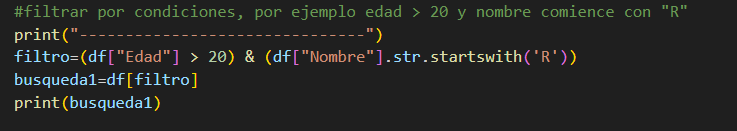 #filtrar por condiciones, por ejemplo edad > 20 y nombre comience con "R"
print("------------------------------")
filtro=(df["Edad"] > 20) & (df["Nombre"].str.startswith('R'))
busqueda1=df[filtro]
print(busqueda1)